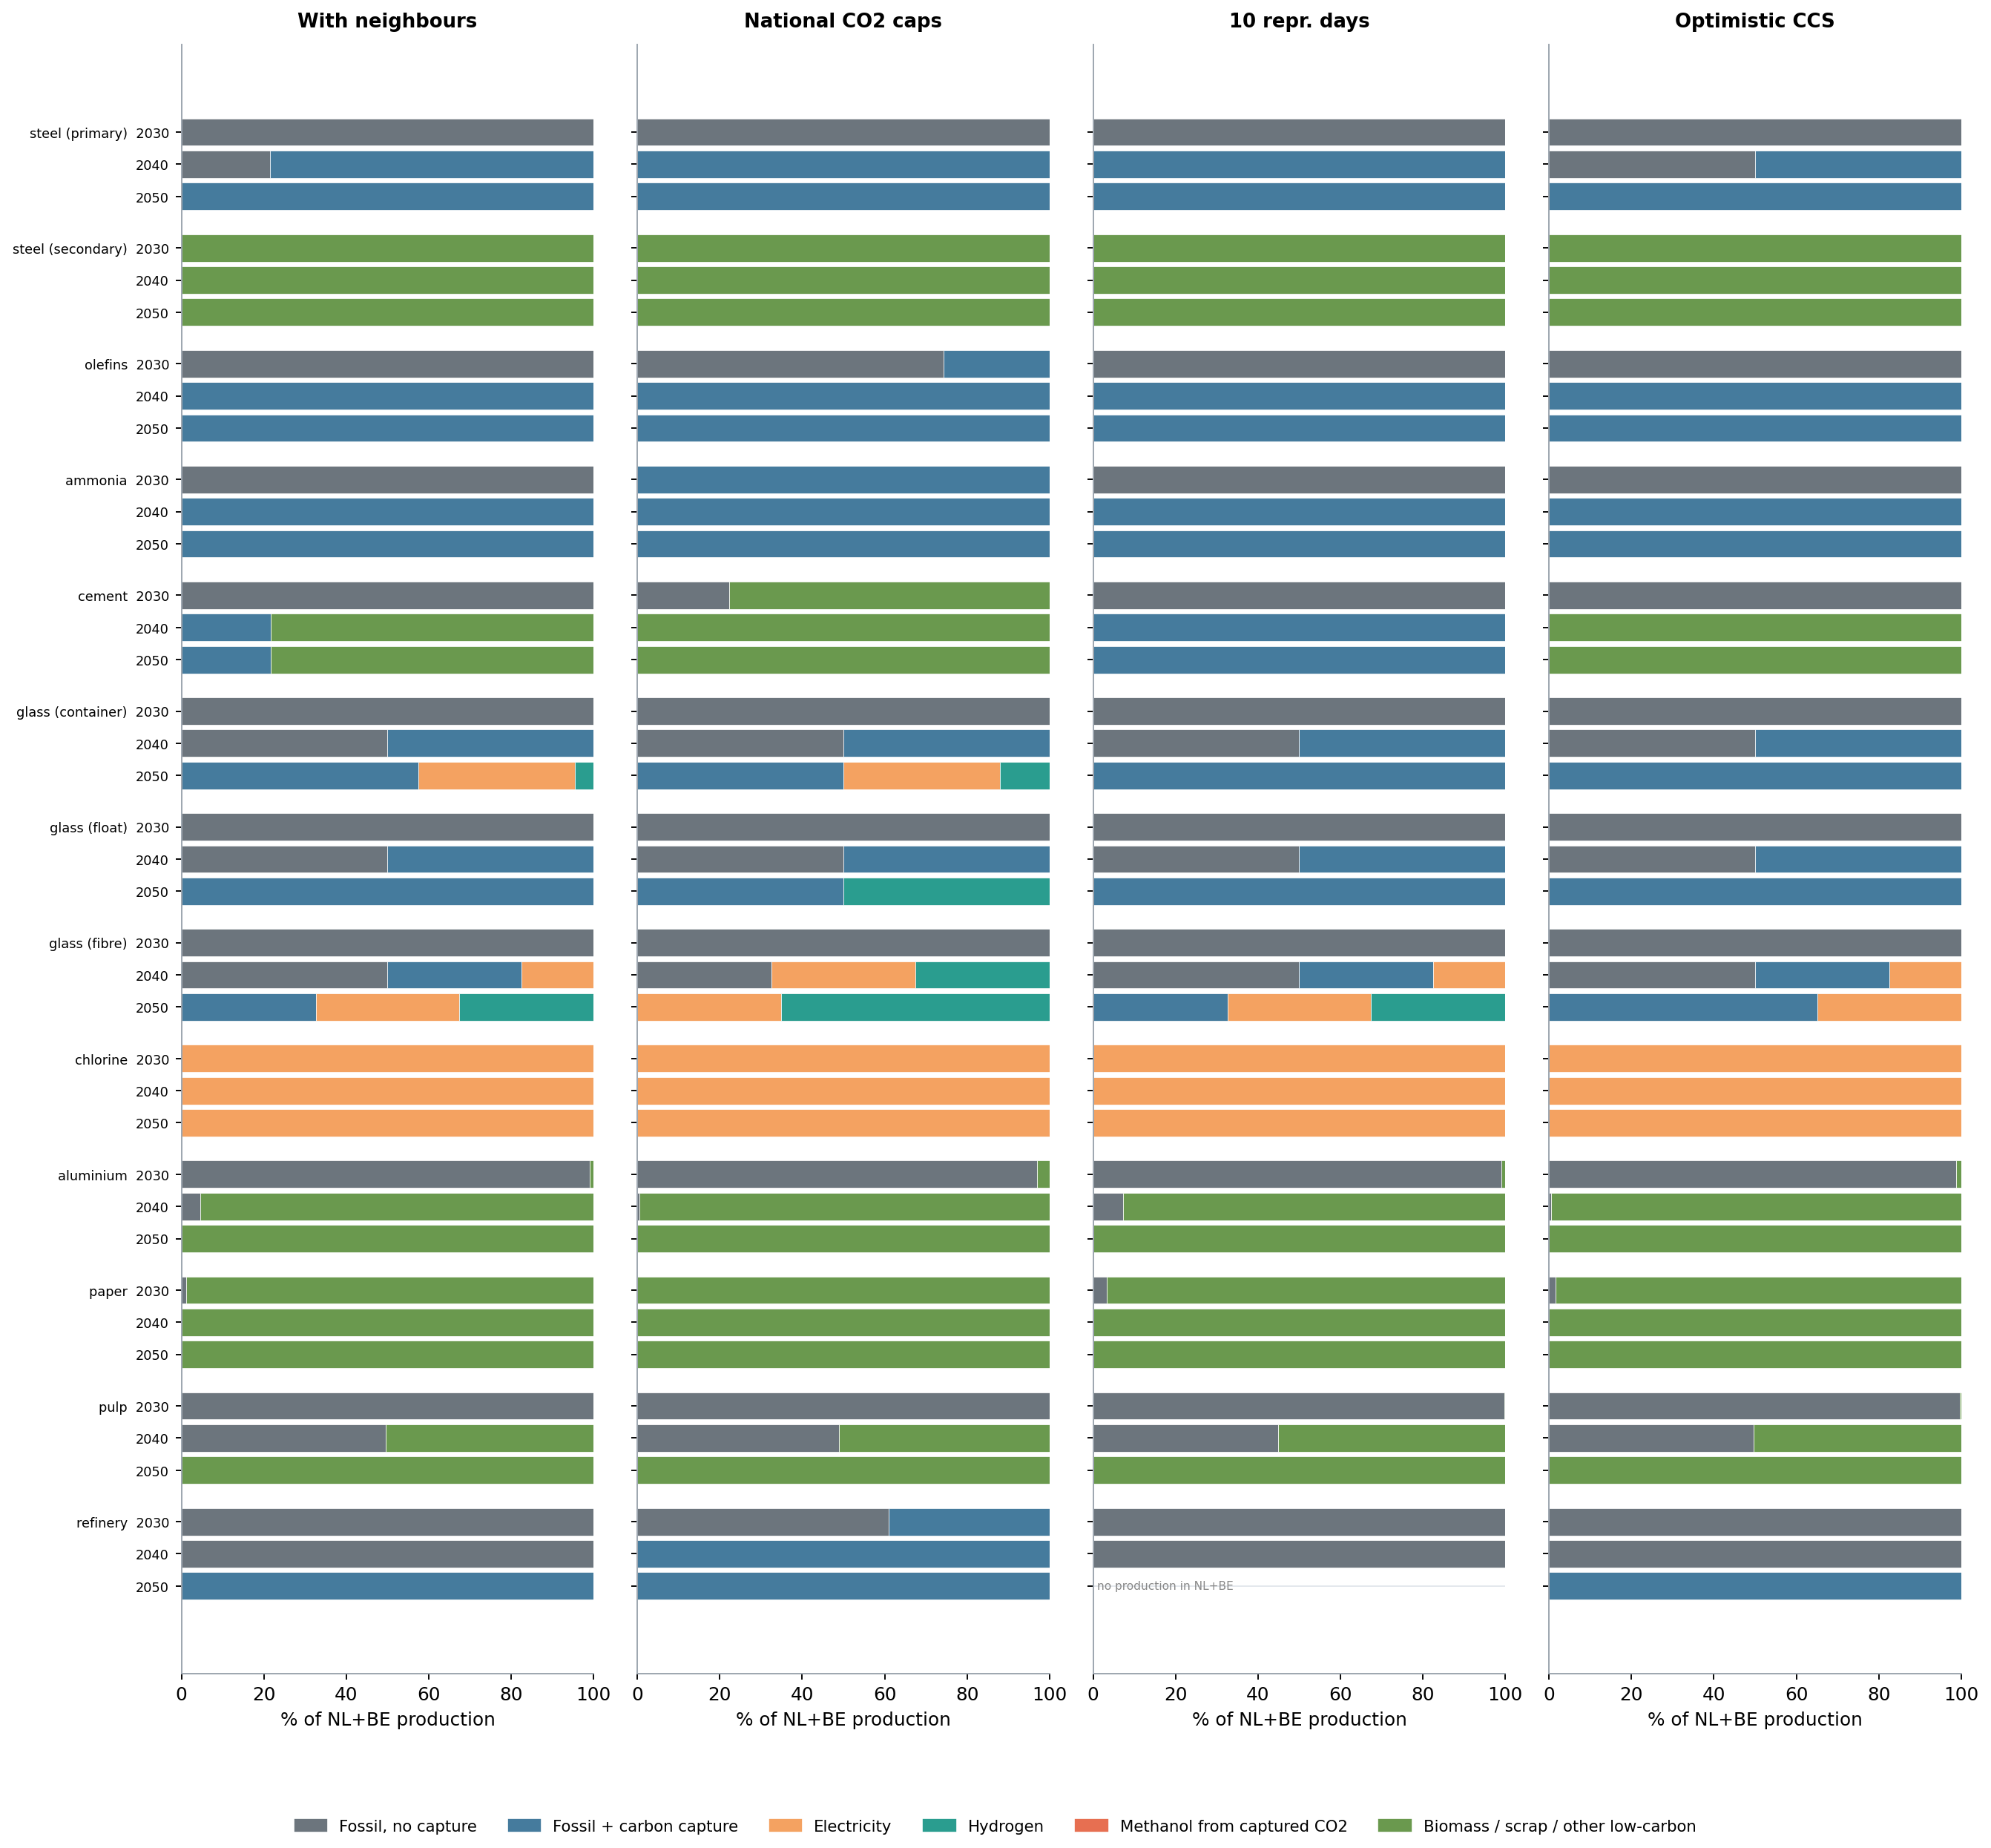 With neighbours
National CO2 caps
10 repr. days
Optimistic CCS
steel (primary) 2030
2040
2050
steel (secondary) 2030
2040
2050
olefins 2030
2040
2050
ammonia 2030
2040
2050
cement 2030
2040
2050
glass (container) 2030
2040
2050
glass (float) 2030
2040
2050
glass (fibre) 2030
2040
2050
chlorine 2030
2040
2050
aluminium 2030
2040
2050
paper 2030
2040
2050
pulp 2030
2040
2050
refinery 2030
2040
2050
no production in NL+BE
0 20 40 60 80 100
0 20 40 60 80 100
0 20 40 60 80 100
0 20 40 60 80 100
% of NL+BE production
% of NL+BE production
% of NL+BE production
% of NL+BE production
Fossil, no capture
Fossil + carbon capture
Electricity
Hydrogen
Methanol from captured CO2
Biomass / scrap / other low-carbon